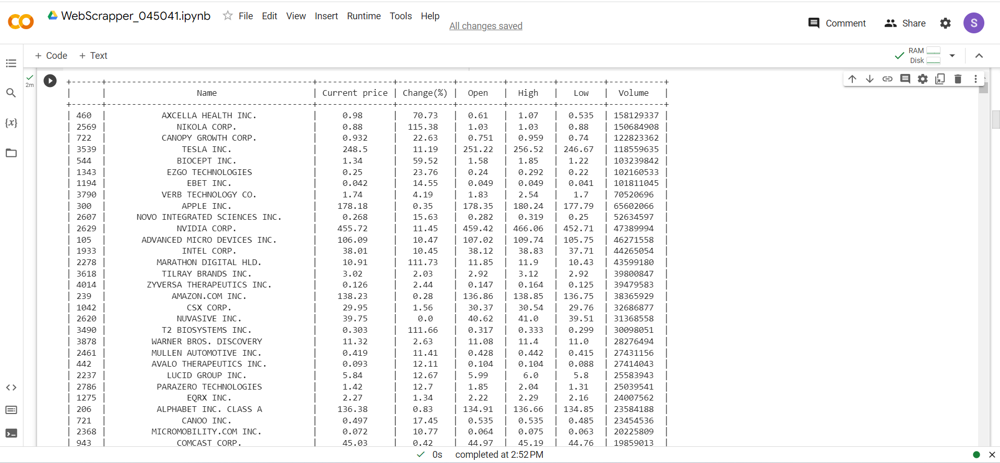 WebScrapper_045041.ipynb
File Edit View Insert Runtime Tools Help
All changes saved
Comment Share S
+ Code + Text
RAM
Disk
2m
Name | Current price | Change(%) | Open | High | Low | Volume
460 | AXCELLA HEALTH INC. | 0.98 | 70.73 | 0.61 | 1.07 | 0.535 | 158129337
2569 | NIKOLA CORP. | 0.88 | 115.38 | 1.03 | 1.03 | 0.88 | 150684908
722 | CANOPY GROWTH CORP. | 0.932 | 22.63 | 0.751 | 0.959 | 0.74 | 122823362
3539 | TESLA INC. | 248.5 | 11.19 | 251.22 | 256.52 | 246.67 | 118559635
544 | BIOCEPT INC. | 1.34 | 59.52 | 1.58 | 1.85 | 1.22 | 103239842
1343 | EZGO TECHNOLOGIES | 0.25 | 23.76 | 0.24 | 0.292 | 0.22 | 102160533
1194 | EBET INC. | 0.042 | 14.55 | 0.049 | 0.049 | 0.041 | 101811045
3790 | VERB TECHNOLOGY CO. | 1.74 | 4.19 | 1.83 | 2.54 | 1.7 | 70520696
300 | APPLE INC. | 178.18 | 0.35 | 178.35 | 180.24 | 177.79 | 65602066
2607 | NOVO INTEGRATED SCIENCES INC. | 0.268 | 15.63 | 0.282 | 0.319 | 0.25 | 52634597
2629 | NVIDIA CORP. | 455.72 | 11.45 | 459.42 | 466.06 | 452.71 | 47389994
105 | ADVANCED MICRO DEVICES INC. | 106.09 | 10.47 | 107.02 | 109.74 | 105.75 | 46271558
1933 | INTEL CORP. | 38.01 | 10.45 | 38.12 | 38.83 | 37.71 | 44265054
2278 | MARATHON DIGITAL HLD. | 10.91 | 111.73 | 11.85 | 11.9 | 10.43 | 43599180
3618 | TILRAY BRANDS INC. | 3.02 | 2.03 | 2.92 | 3.12 | 2.92 | 39800847
4014 | ZYVERSA THERAPEUTICS INC. | 0.126 | 2.44 | 0.147 | 0.164 | 0.125 | 39479583
239 | AMAZON.COM INC. | 138.23 | 0.28 | 136.86 | 138.85 | 136.75 | 38365929
1042 | CSX CORP. | 29.95 | 1.56 | 30.37 | 30.54 | 29.76 | 32686877
2620 | NUVASIVE INC. | 39.75 | 0.0 | 40.62 | 41.0 | 39.51 | 31368558
3490 | T2 BIOSYSTEMS INC. | 0.303 | 111.66 | 0.317 | 0.333 | 0.299 | 30098051
3878 | WARNER BROS. DISCOVERY | 11.32 | 2.63 | 11.08 | 11.4 | 11.0 | 28276494
2461 | MULLEN AUTOMOTIVE INC. | 0.419 | 11.41 | 0.428 | 0.442 | 0.415 | 27431156
442 | AVALO THERAPEUTICS INC. | 0.093 | 12.11 | 0.104 | 0.104 | 0.088 | 27414043
2237 | LUCID GROUP INC. | 5.84 | 12.67 | 5.99 | 6.0 | 5.8 | 25583943
2786 | PARAZERO TECHNOLOGIES | 1.42 | 12.7 | 1.85 | 2.04 | 1.31 | 25039541
1275 | EQRX INC. | 2.27 | 1.34 | 2.22 | 2.29 | 2.16 | 24007562
206 | ALPHABET INC. CLASS A | 136.38 | 0.83 | 134.91 | 136.66 | 134.85 | 23584188
721 | CANOO INC. | 0.497 | 17.45 | 0.535 | 0.535 | 0.485 | 23454536
2368 | MICROMOBILITY.COM INC. | 0.072 | 10.77 | 0.064 | 0.075 | 0.063 | 20225809
943 | COMCAST CORP. | 45.03 | 0.42 | 44.97 | 45.19 | 44.76 | 19859013
0s completed at 2:52 PM